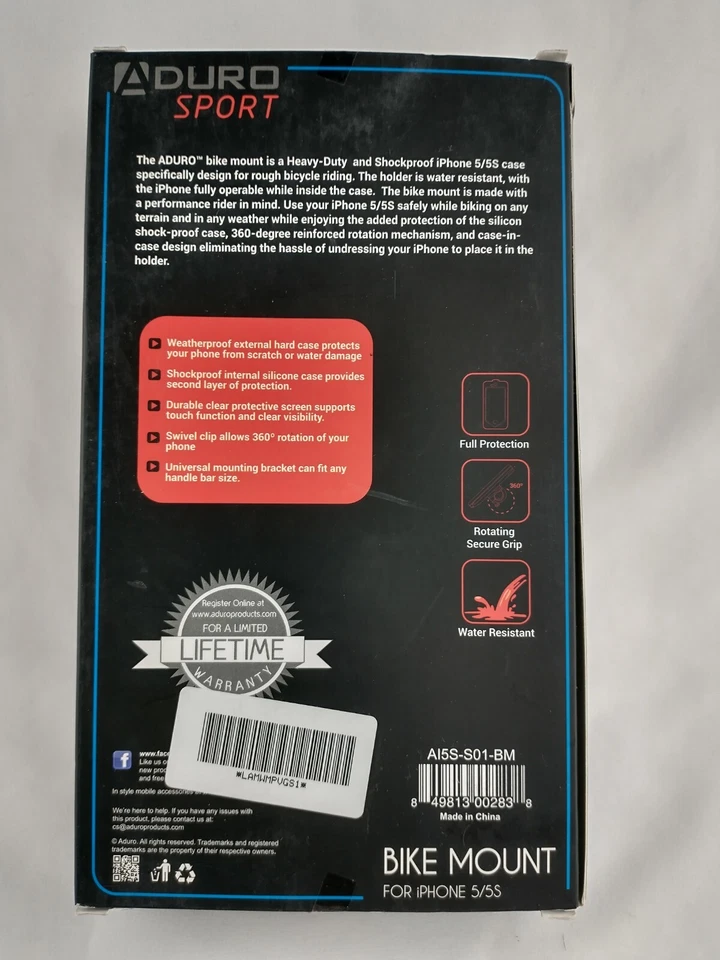 ADURO
SPORT
The ADURO™ bike mount is a Heavy-Duty and Shockproof iPhone 5/5S case
specifically design for rough bicycle riding. The holder is water resistant, with
the iPhone fully operable while inside the case. The bike mount is made with
a performance rider in mind. Use your iPhone 5/5S safely while biking on any
terrain and in any weather while enjoying the added protection of the silicon
shock-proof case, 360-degree reinforced rotation mechanism, and case-in-
case design eliminating the hassle of undressing your iPhone to place it in the
holder.
Weatherproof external hard case protects
your phone from scratch or water damage
Shockproof internal silicone case provides
second layer of protection.
Durable clear protective screen supports
touch function and clear visibility.
Swivel clip allows 360º rotation of your
phone
Universal mounting bracket can fit any
handle bar size.
Full Protection
360º
Rotating
Secure Grip
Water Resistant
Register Online at
www.aduroproducts.com
FOR A LIMITED
LIFETIME
WARRANTY
*LAMWMPVGS1*
f
Like us
and free
In style mobile accessories
We're here to help. If you have any issues with
this product, please contact us at:
cs@aduroproducts.com
© Aduro. All rights reserved. Trademarks and registered
trademarks are the property of their respective owners.
AI5S-S01-BM
8 49813 00283 8
Made in China
BIKE MOUNT
FOR iPHONE 5/5S